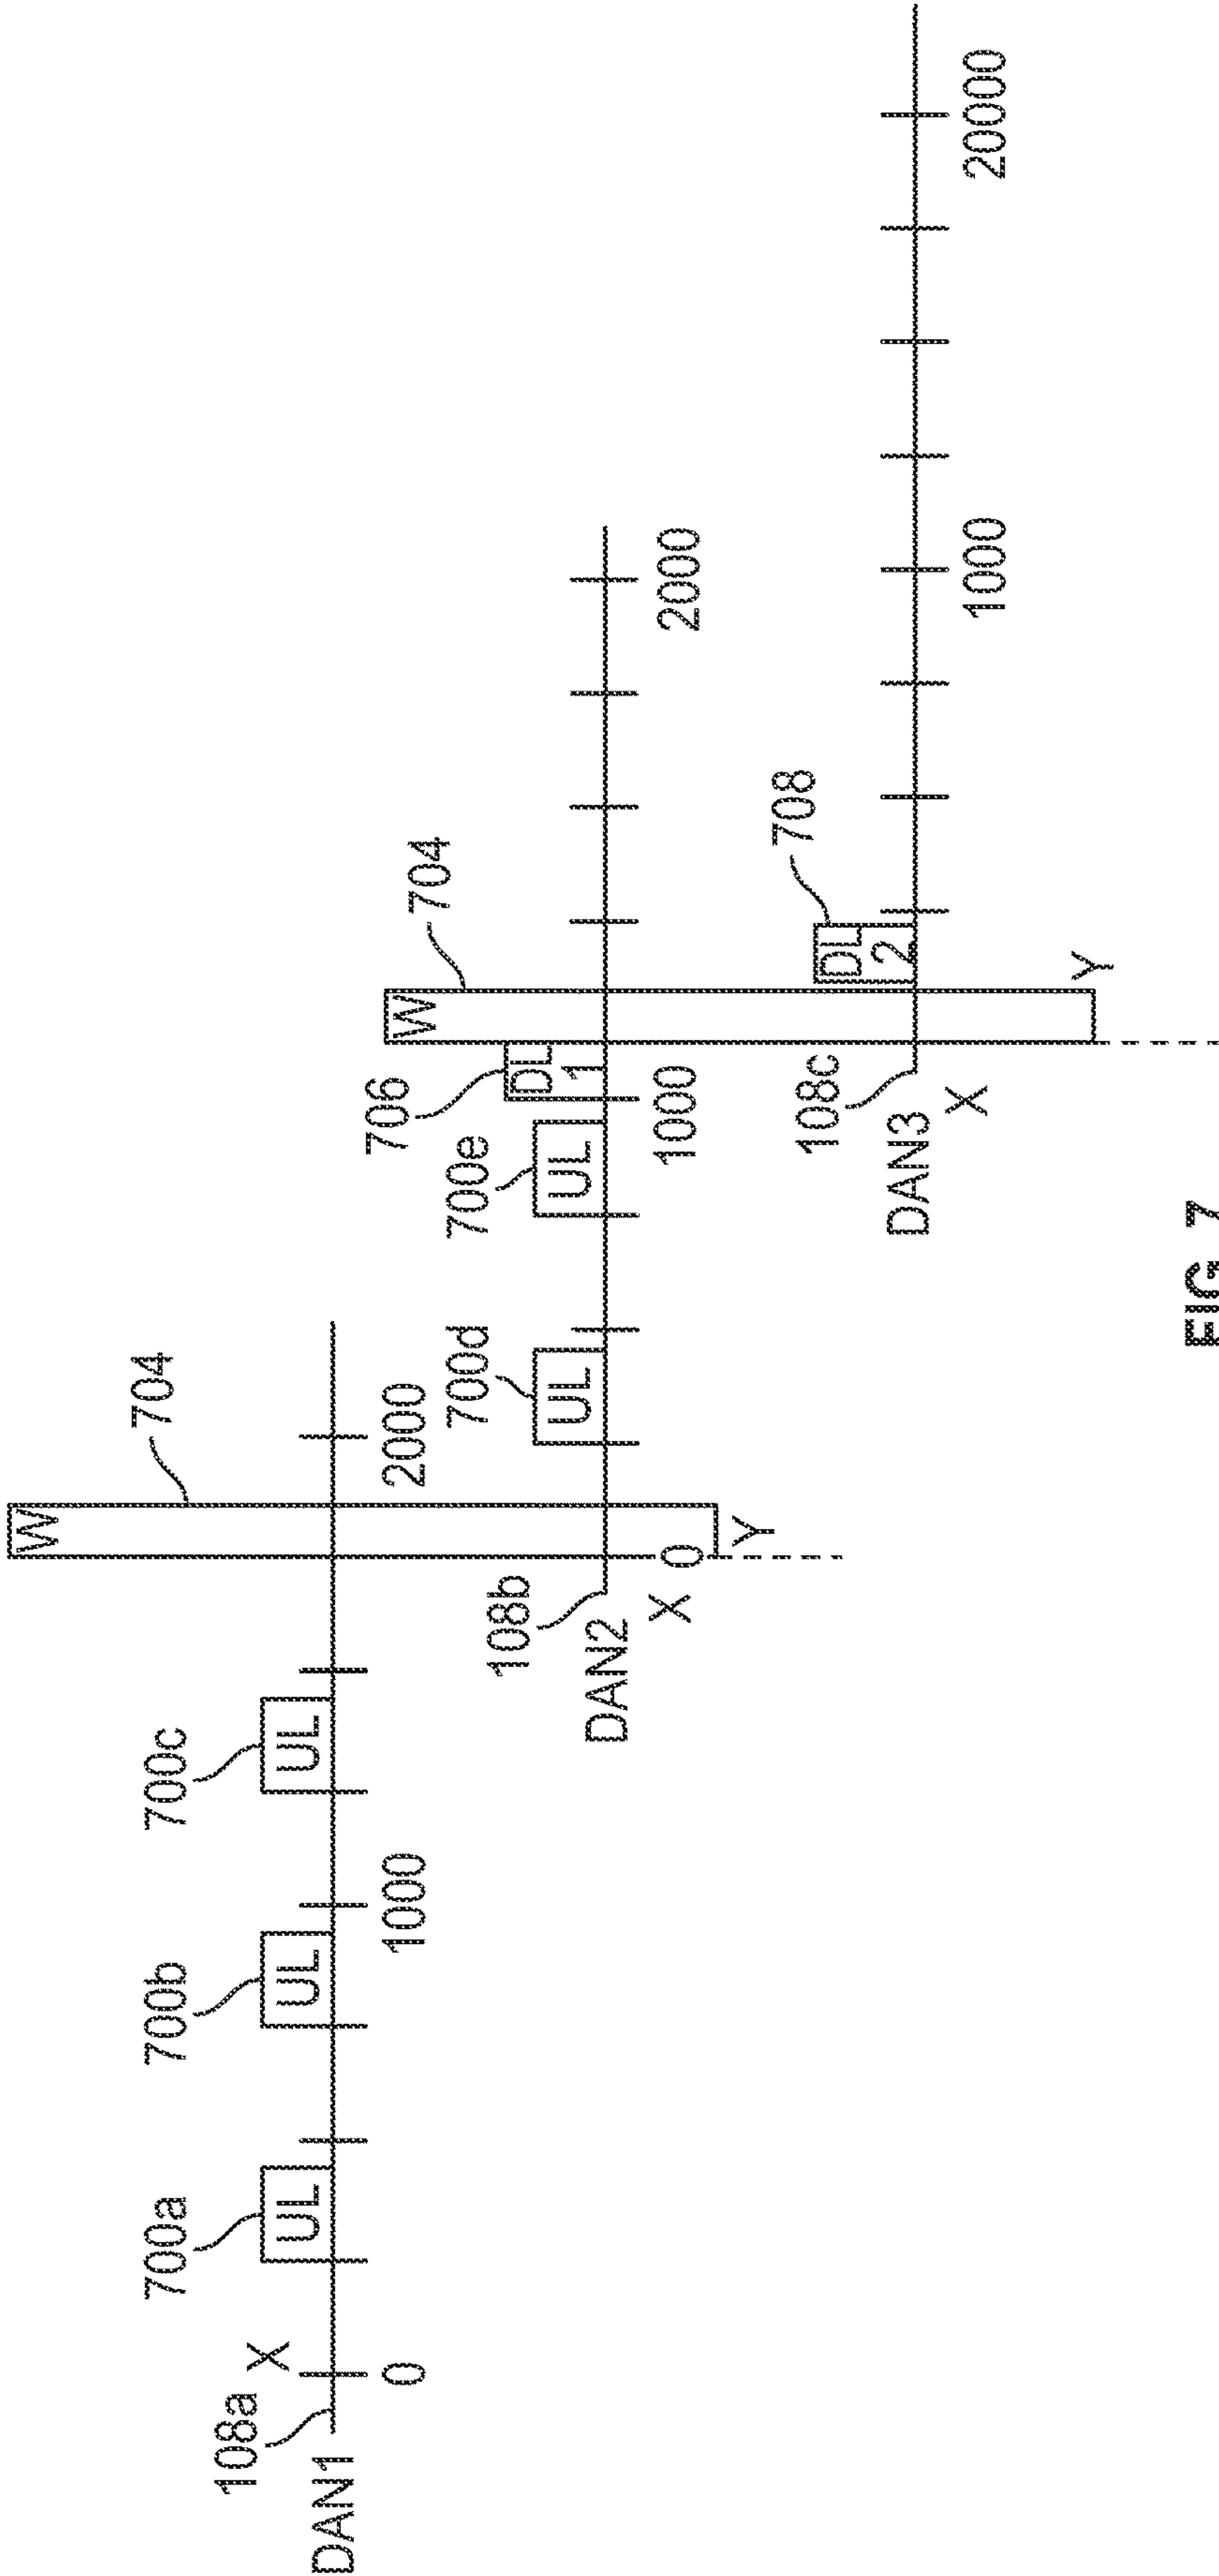 DAN1
108a
X
0
700a
UL
700b
UL
1000
700c
UL
W
704
2000
DAN2
108b
X
0
Y
700d
UL
700e
UL
1000
706
DL
1
W
704
2000
DAN3
108c
X
Y
DL
2
708
1000
20000
FIG. 7